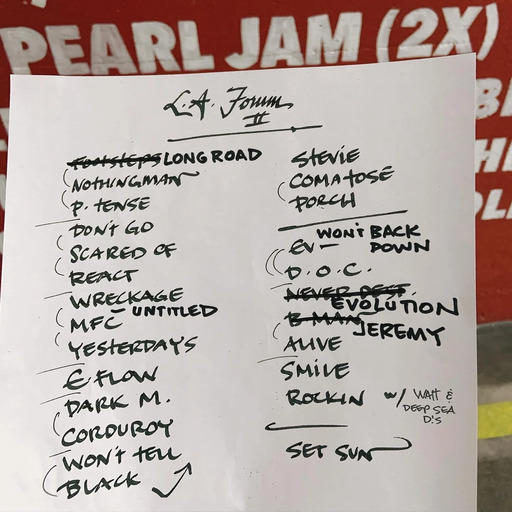 PEARL JAM (2X)
L.A. Forum
II
FOOTSTEPS LONG ROAD
NOTHINGMAN
P. TENSE
DON'T GO
SCARED OF
REACT
WRECKAGE
MFC - UNTITLED
YESTERDAYS
E FLOW
DARK M.
CORDUROY
WON'T TELL
BLACK
STEVIE
COMATOSE
PORCH
EV - WON'T BACK DOWN
D.O.C.
NEVER DEST. EVOLUTION
B MAN JEREMY
ALIVE
SMILE
ROCKIN w/ WATT &
DEEP SEA
D'S
SET SUN